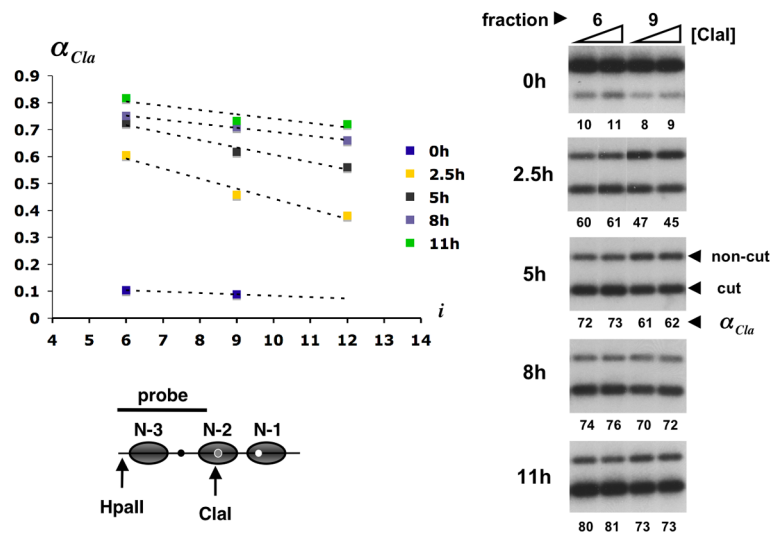 α Cla
0.9
0.8
0.7
0.6
0.5
0.4
0.3
0.2
0.1
0
4 5 6 7 8 9 10 11 12 13 14
i
0h
2.5h
5h
8h
11h
probe
N-3 N-2 N-1
HpaII
ClaI
fraction 6 9 [ClaI]
0h
10 11 8 9
2.5h
60 61 47 45
5h
non-cut
cut
72 73 61 62 α Cla
8h
74 76 70 72
11h
80 81 73 73